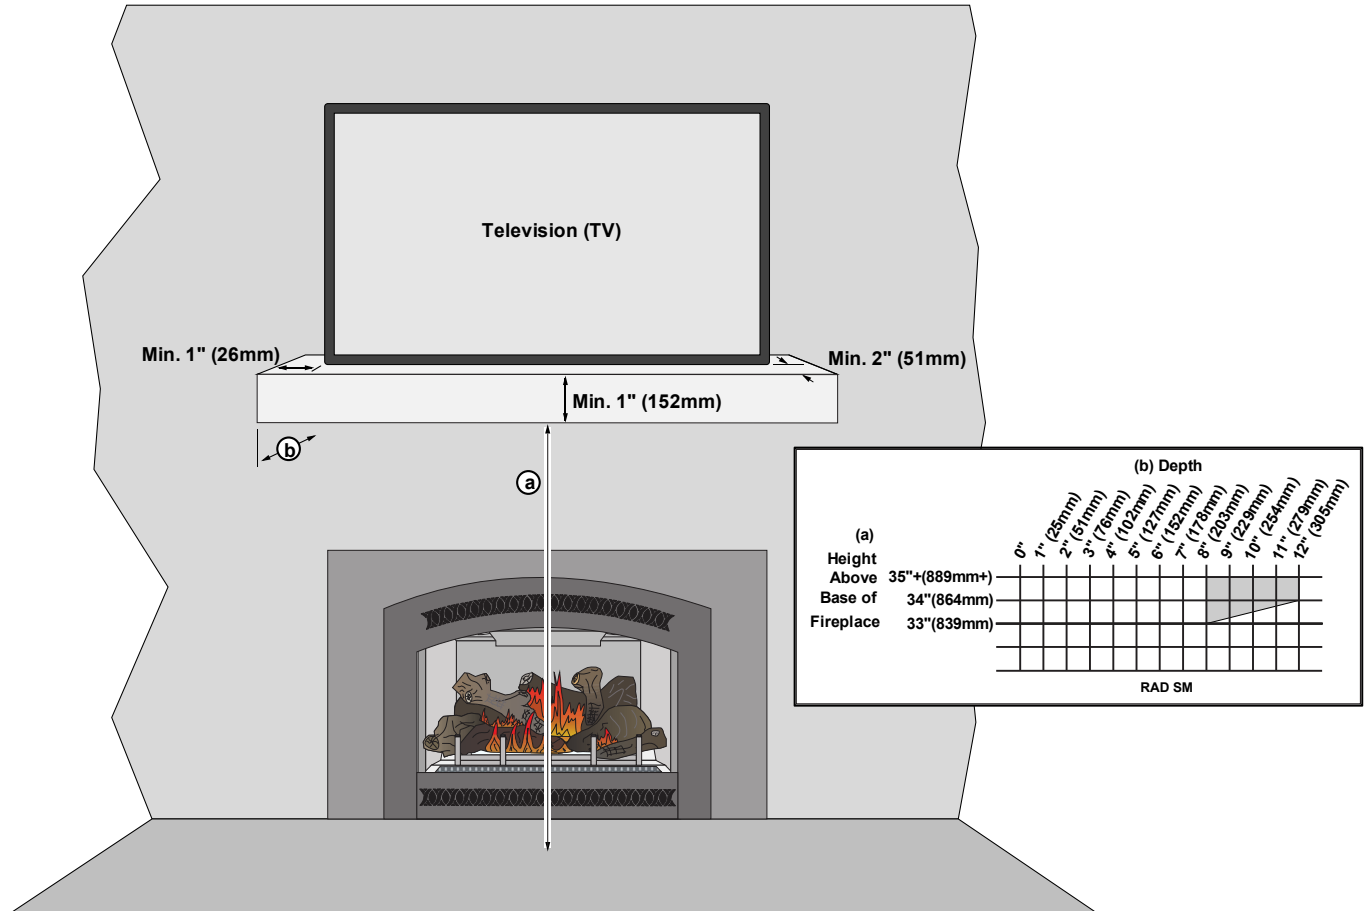 Television (TV)
Min. 1" (26mm)
Min. 2" (51mm)
Min. 1" (152mm)
b
a
(b) Depth
0"
1" (25mm)
2" (51mm)
3" (76mm)
4" (102mm)
5" (127mm)
6" (152mm)
7" (178mm)
8" (203mm)
9" (229mm)
10" (254mm)
11" (279mm)
12" (305mm)
(a)
Height
Above
Base of
Fireplace
35"+(889mm+)
34"(864mm)
33"(839mm)
RAD SM